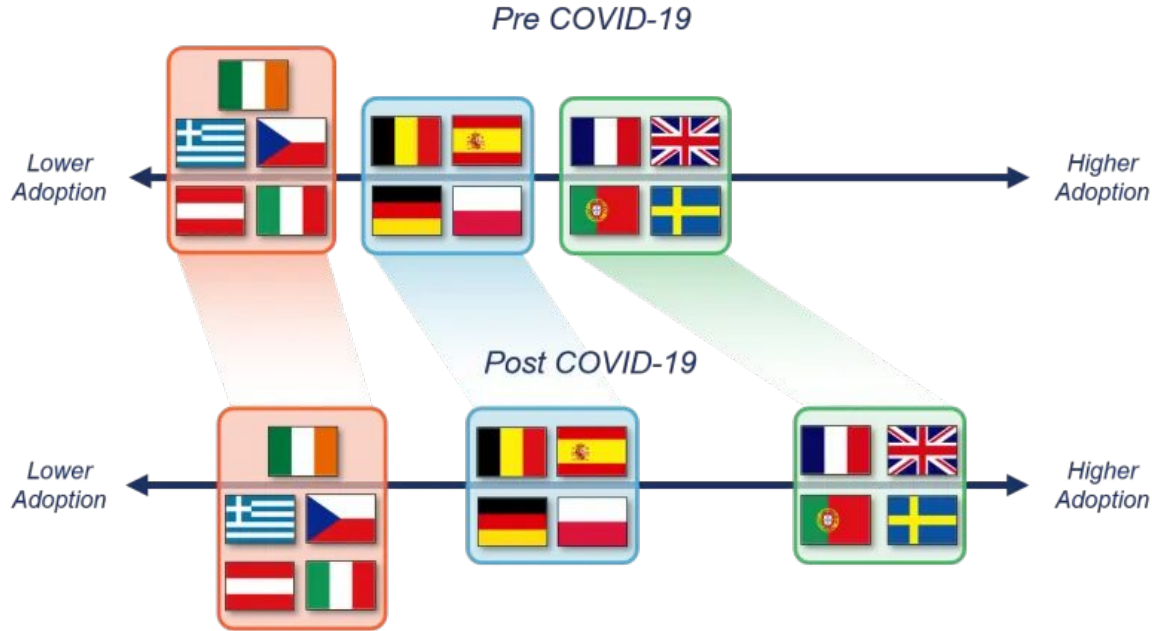 Pre COVID-19
Lower
Adoption
Higher
Adoption
Post COVID-19
Lower
Adoption
Higher
Adoption